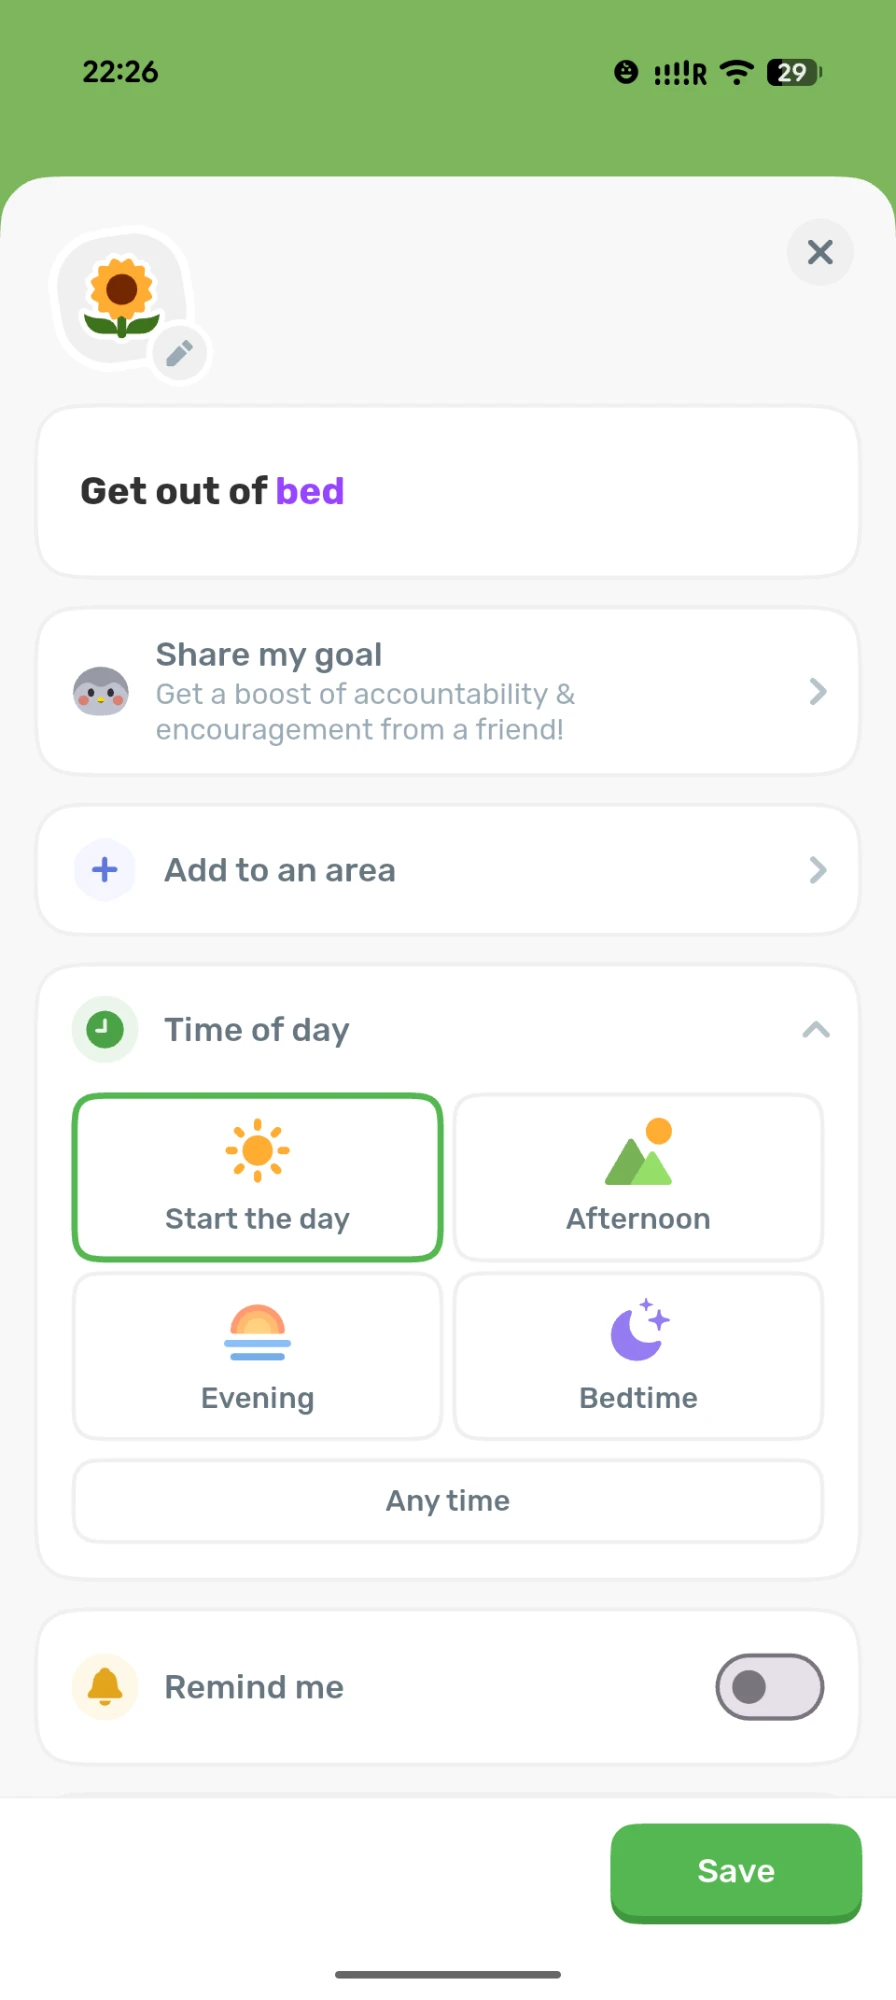 22:26
R
29
Get out of bed
Share my goal
Get a boost of accountability &
encouragement from a friend!
Add to an area
Time of day
Start the day
Afternoon
Evening
Bedtime
Any time
Remind me
Save